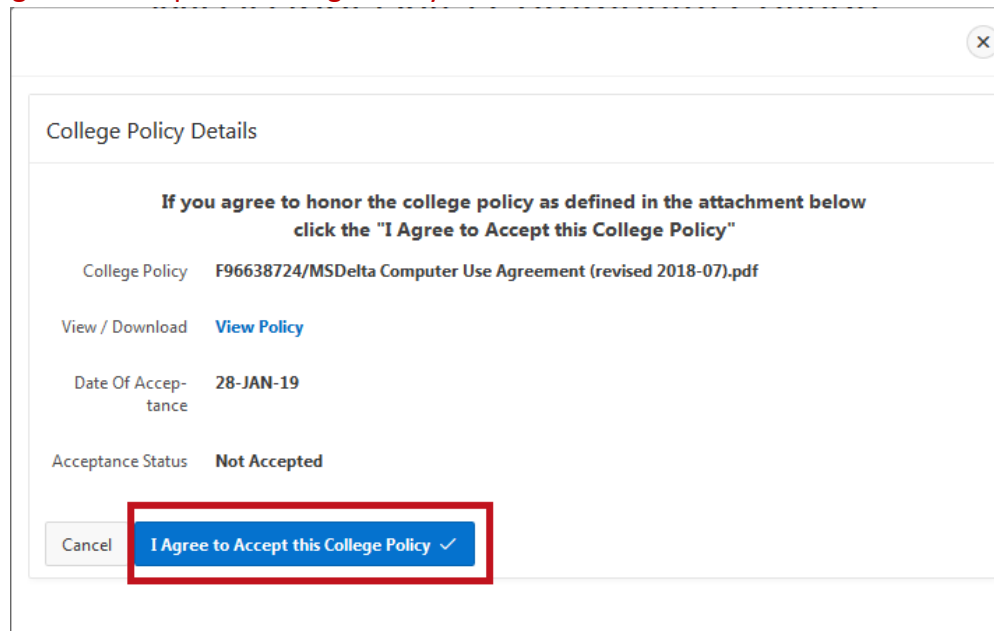 College Policy Details
If you agree to honor the college policy as defined in the attachment below
click the "I Agree to Accept this College Policy"
College Policy F96638724/MSDelta Computer Use Agreement (revised 2018-07).pdf
View / Download View Policy
Date Of Accep-
tance 28-JAN-19
Acceptance Status Not Accepted
Cancel I Agree to Accept this College Policy